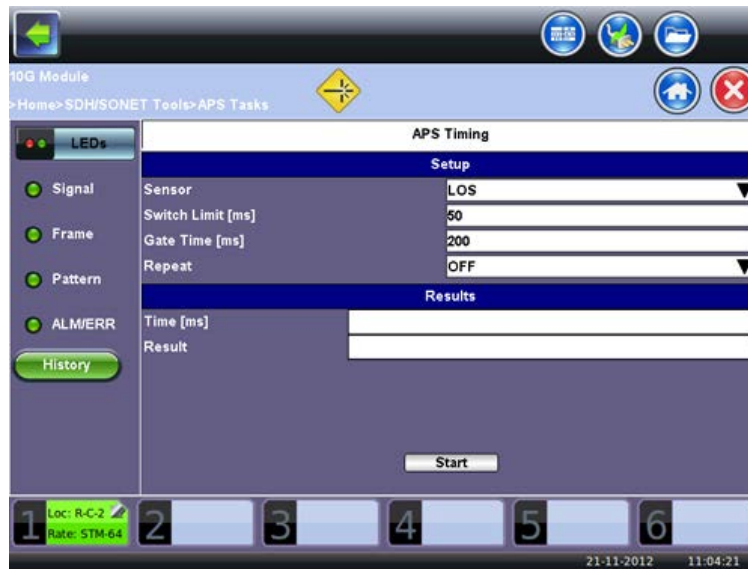 10G Module
>Home>SDH/SONET Tools>APS Tasks
LEDs
Signal
Frame
Pattern
ALM/ERR
History
APS Timing
Setup
Sensor LOS
Switch Limit [ms] 50
Gate Time [ms] 200
Repeat OFF
Results
Time [ms]
Result
Start
1 Loc: R-C-2
Rate: STM-64
2
3
4
5
6
21-11-2012 11:04:21